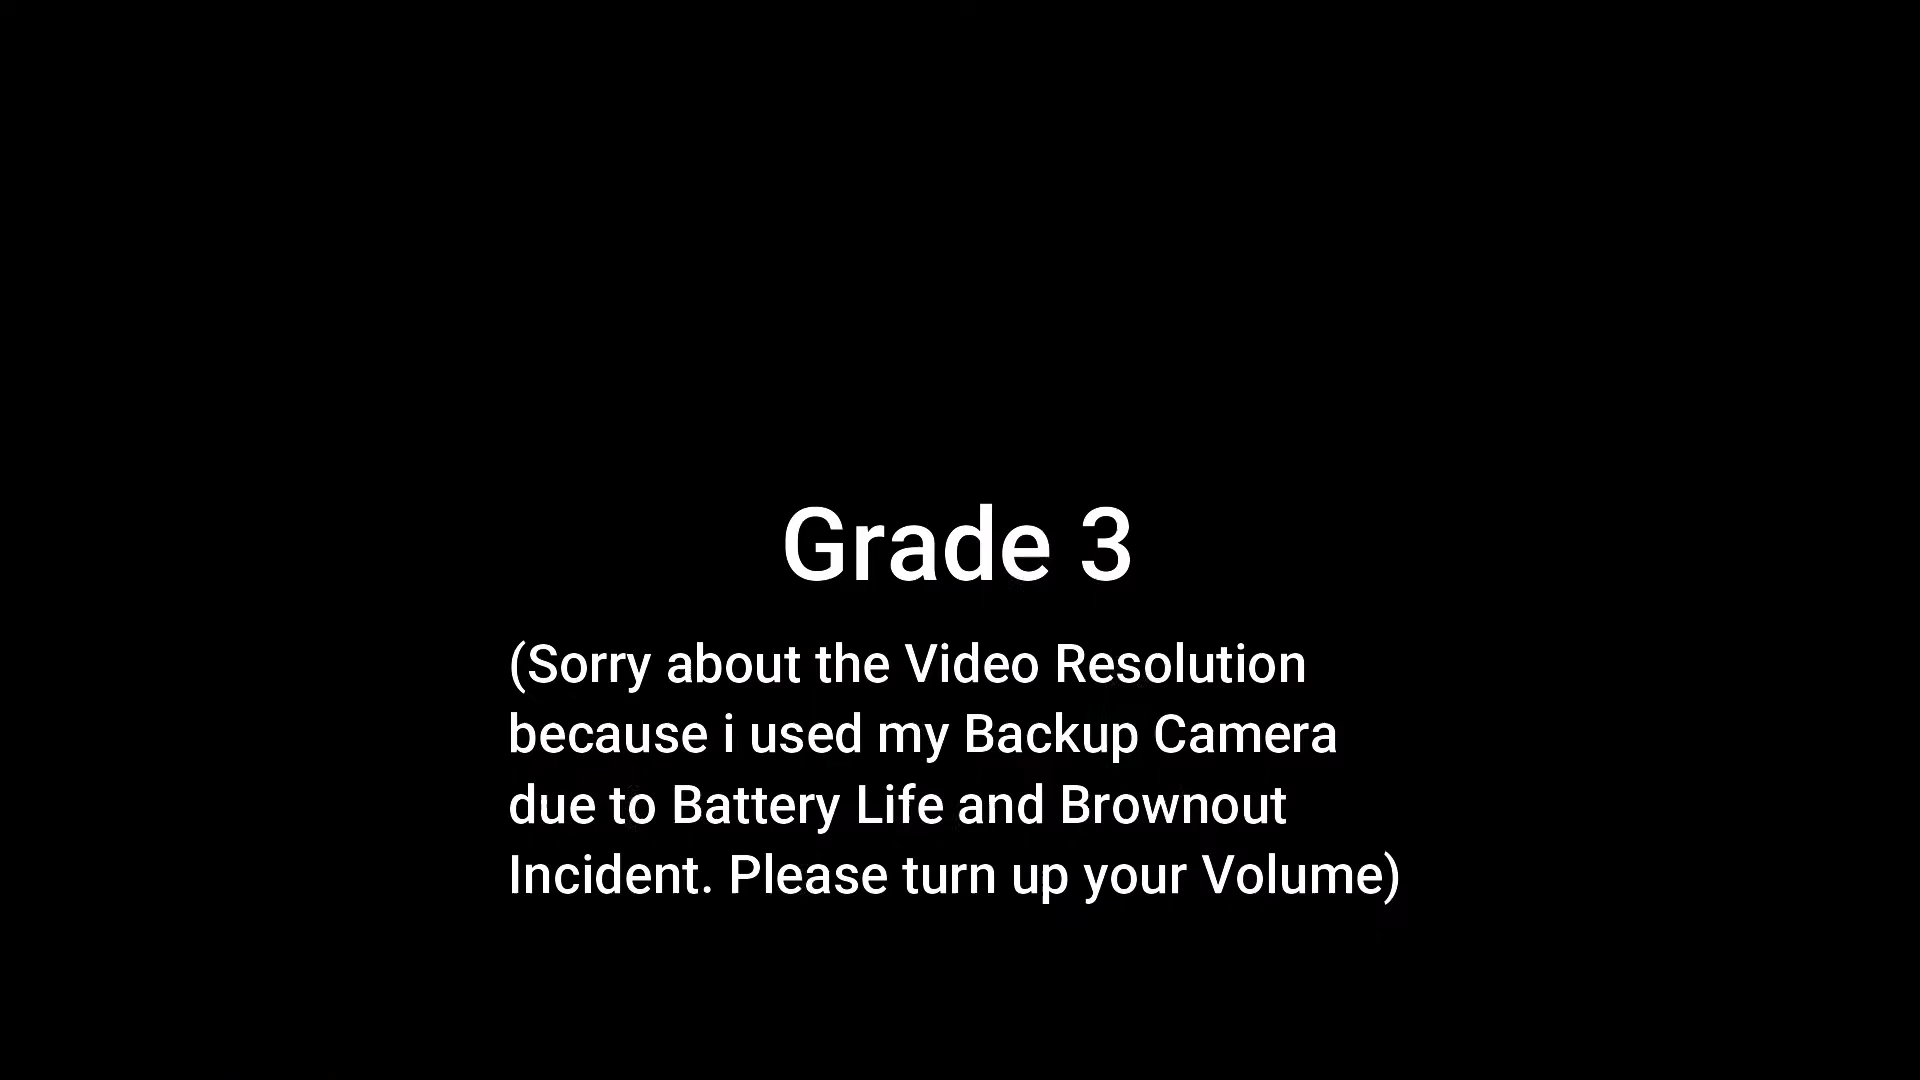 Grade 3
(Sorry about the Video Resolution
because i used my Backup Camera
due to Battery Life and Brownout
Incident. Please turn up your Volume)